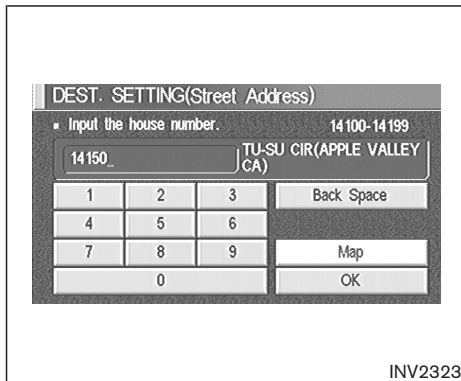 DEST. SETTING(Street Address)
Input the house number. 14100-14199
14150_ TU-SU CIR(APPLE VALLEY
CA)
1 2 3 Back Space
4 5 6
7 8 9 Map
0 OK
INV2323